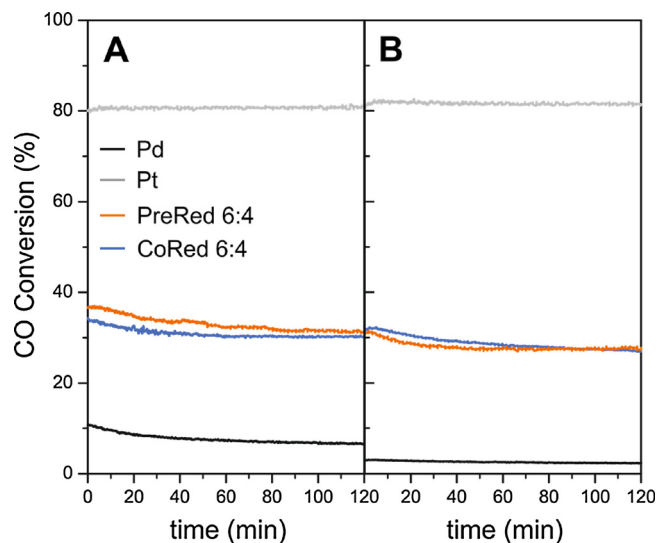 100
80
60
40
20
0
CO Conversion (%)
A
B
Pd
Pt
PreRed 6:4
CoRed 6:4
0 20 40 60 80 100 120 20 40 60 80 100 120
time (min)
time (min)